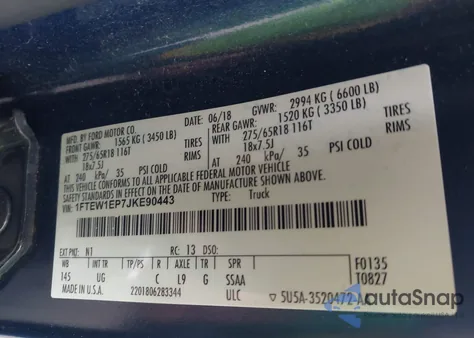 MFD. BY FORD MOTOR CO. 06/18 GVWR: 2994 KG (6600 LB)
FRONT GAWR: 1565 KG (3450 LB) REAR GAWR: 1520 KG (3350 LB)
WITH 275/65R18 116T TIRES WITH 275/65R18 116T TIRES
18x7.5J RIMS 18x7.5J RIMS
AT 240 kPa/ 35 PSI COLD AT 240 kPa/ 35 PSI COLD
THIS VEHICLE CONFORMS TO ALL APPLICABLE FEDERAL MOTOR VEHICLE
SAFETY STANDARDS IN EFFECT ON THE DATE OF MANUFACTURE SHOWN ABOVE.
VIN: 1FTEW1EP7JKE90443 TYPE: Truck
EXT PNT: N1 RC: 13 DSO: F0135
WB INT TR TP/PS R AXLE TR SPR T0827
145 UG C L9 G SSAA
MADE IN U.S.A. 2201806283344 ULC 5U5A-3520472-AA
autoSnap